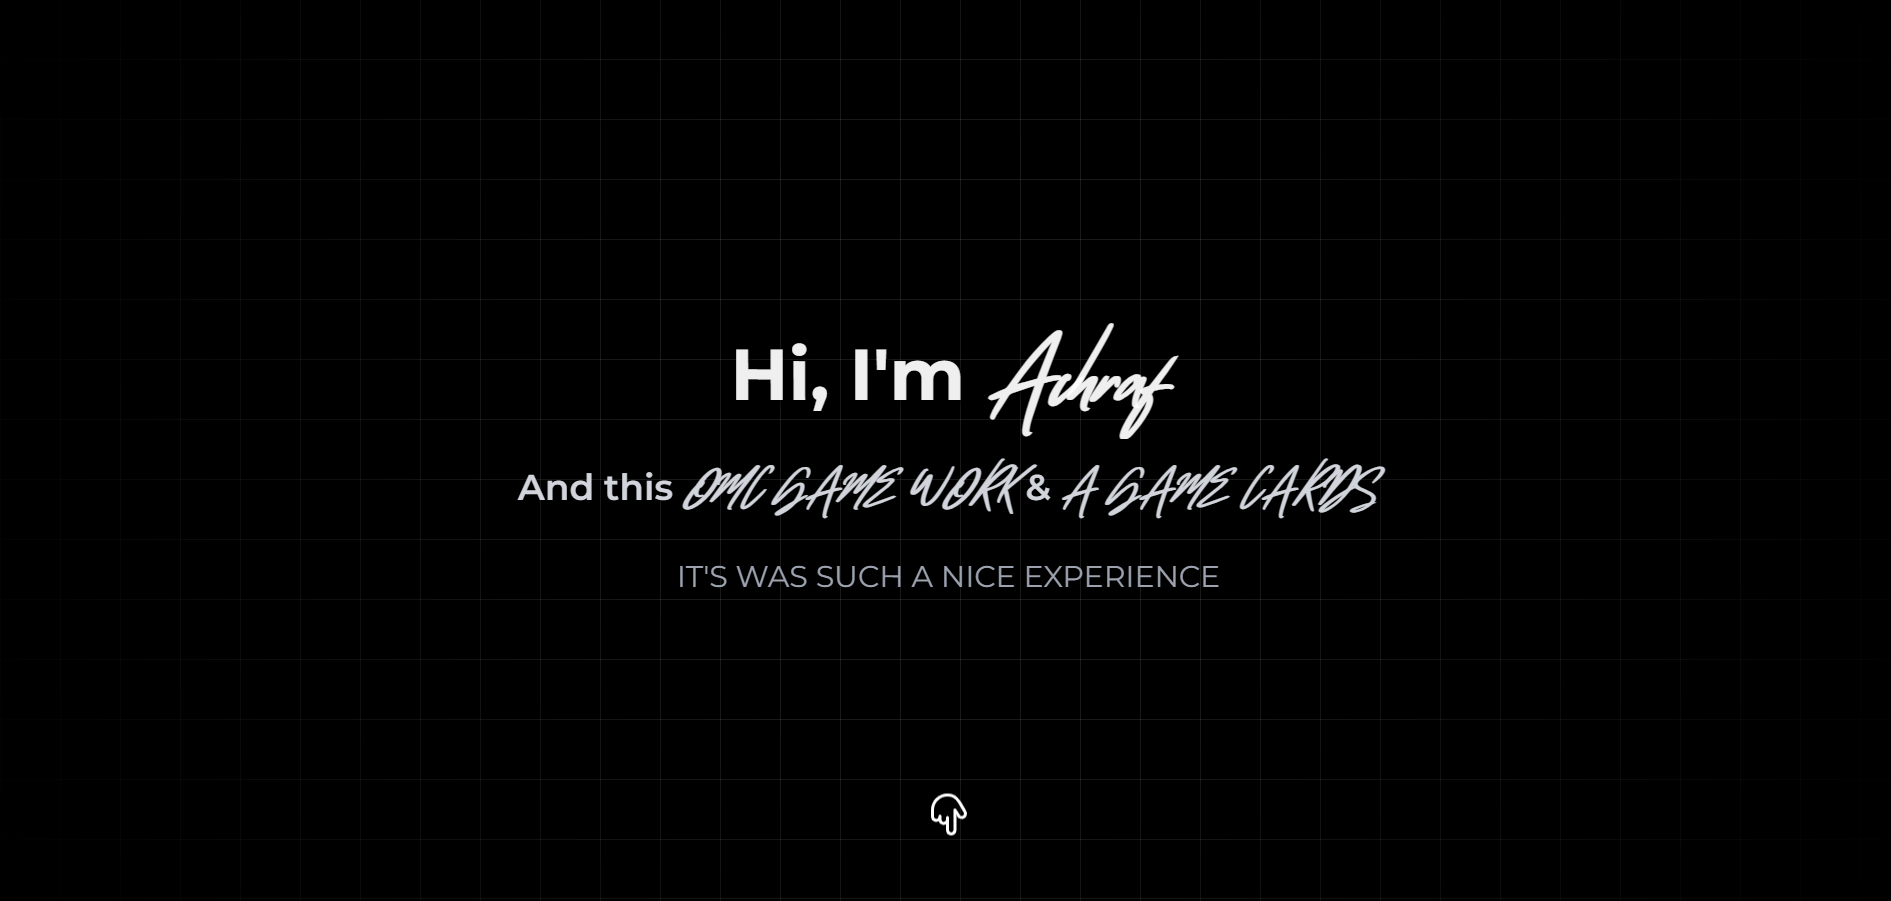 Hi, I'm Achraf
And this OMC GAME WORK & A GAME CARDS
IT'S WAS SUCH A NICE EXPERIENCE